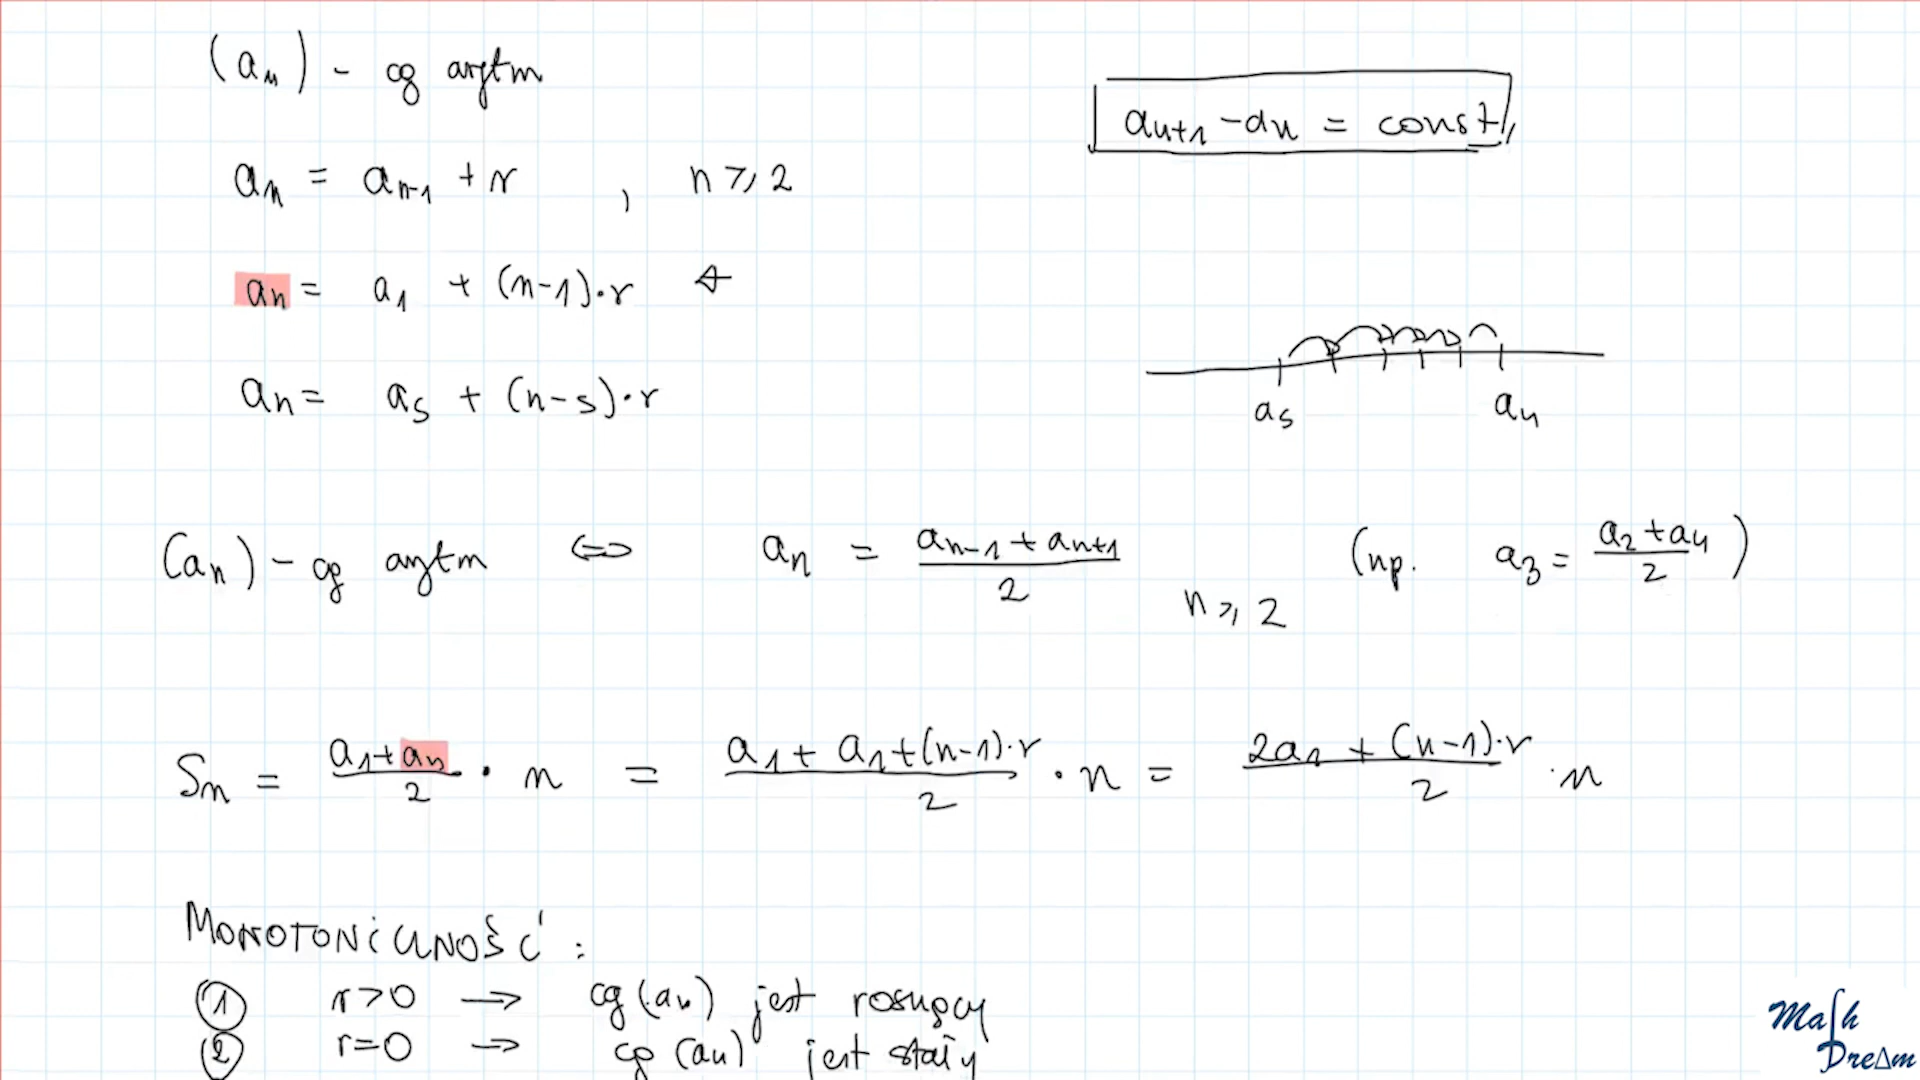 (an) - cg arytm
an+1 - an = const,
an = an-1 + r , n ≥ 2
an = a1 + (n-1)·r
an = as + (n-s)·r
as an
(an) - cg arytm ⇔ an = (an-1 + an+1)/2 n ≥ 2 (np. a3 = (a2 + a4)/2)
Sn = (a1 + an)/2 · n = (a1 + a1 + (n-1)·r)/2 · n = (2a1 + (n-1)·r)/2 · n
MONOTONICZNOŚĆ :
① r > 0 → cg (an) jest rosnący
② r = 0 → cg (an) jest stały
Math
Dre∆m